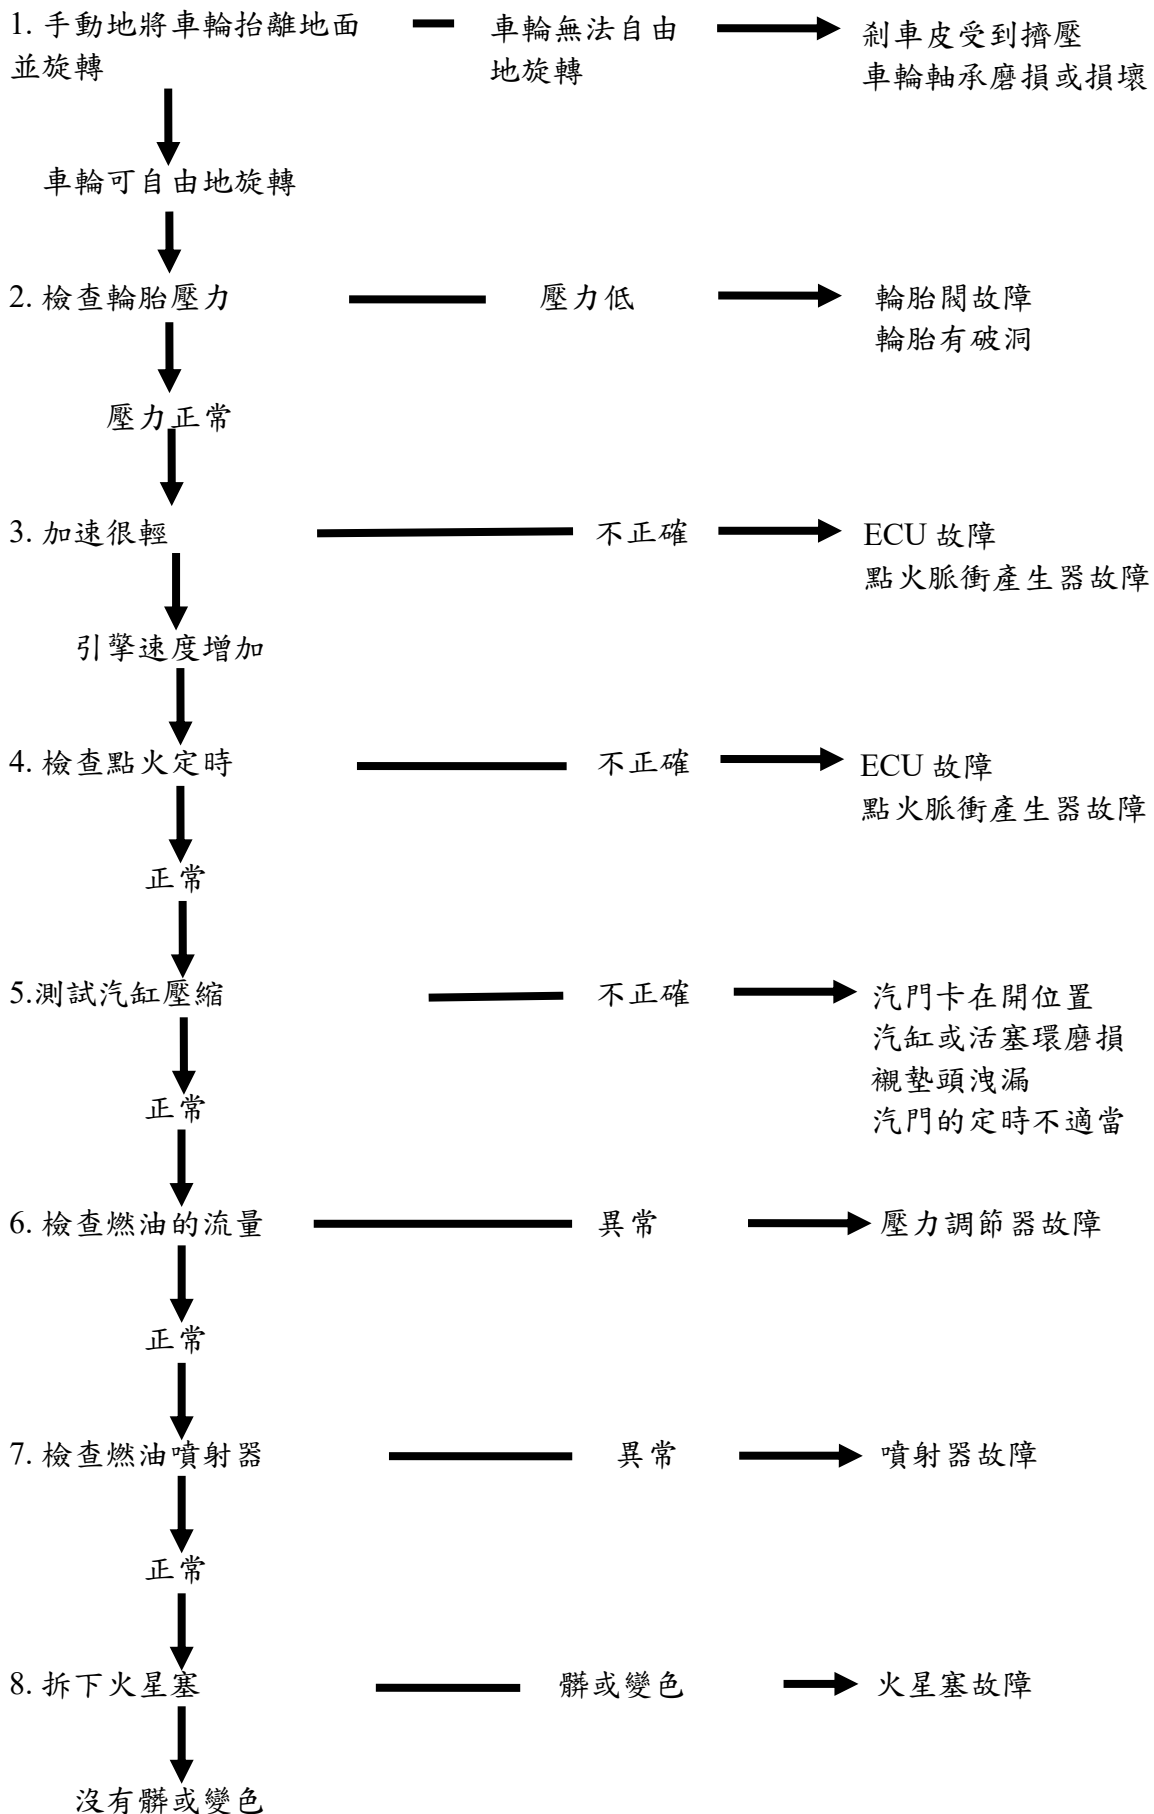 1. 手動地將車輪抬離地面
並旋轉
車輪無法自由
地旋轉
剎車皮受到擠壓
車輪軸承磨損或損壞
車輪可自由地旋轉
2. 檢查輪胎壓力
壓力低
輪胎閥故障
輪胎有破洞
壓力正常
3. 加速很輕
不正確
ECU 故障
點火脈衝產生器故障
引擎速度增加
4. 檢查點火定時
不正確
ECU 故障
點火脈衝產生器故障
正常
5.測試汽缸壓縮
不正確
汽門卡在開位置
汽缸或活塞環磨損
襯墊頭洩漏
汽門的定時不適當
正常
6. 檢查燃油的流量
異常
壓力調節器故障
正常
7. 檢查燃油噴射器
異常
噴射器故障
正常
8. 拆下火星塞
髒或變色
火星塞故障
沒有髒或變色